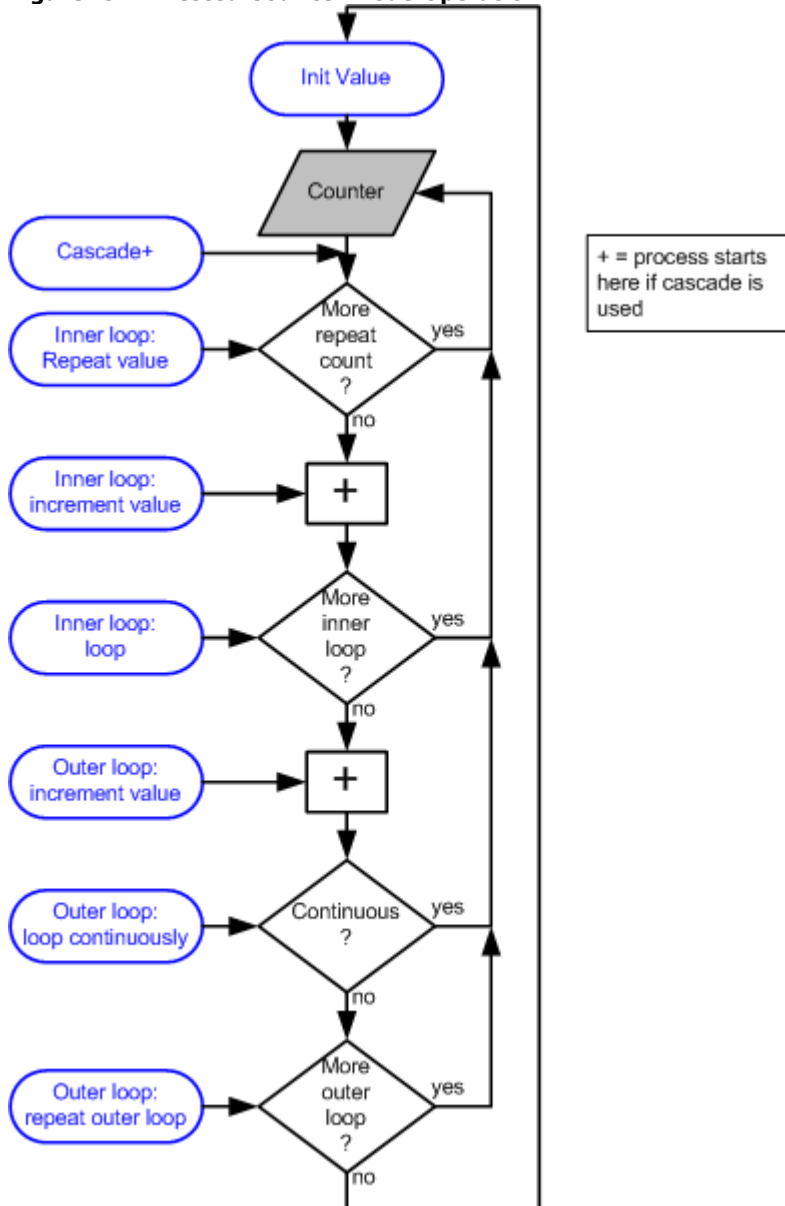 Init Value
Counter
Cascade+
+ = process starts
here if cascade is
used
More
repeat
count
?
yes
Inner loop:
Repeat value
no
Inner loop:
increment value
+
More
inner
loop
?
yes
Inner loop:
loop
no
Outer loop:
increment value
+
Continuous
?
yes
Outer loop:
loop continuously
no
More
outer
loop
?
yes
Outer loop:
repeat outer loop
no